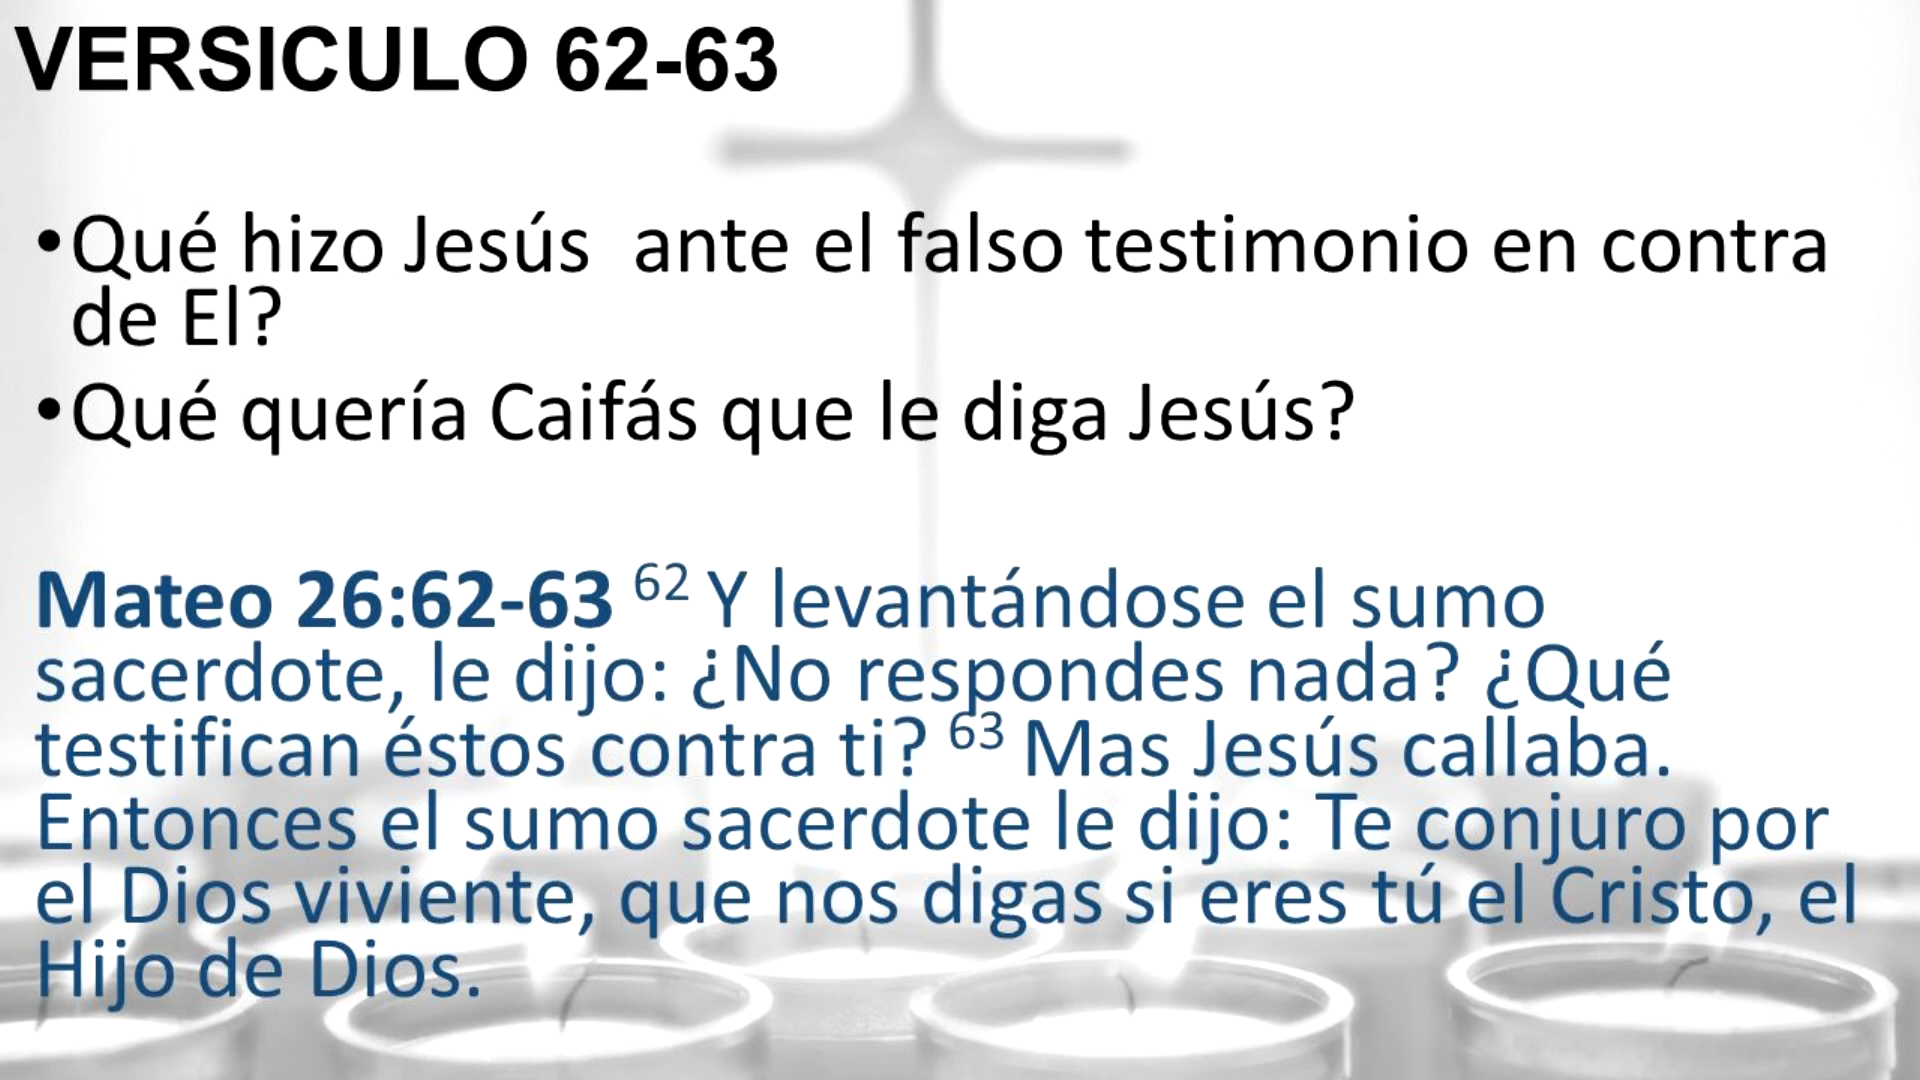 VERSICULO 62-63
•Qué hizo Jesús  ante el falso testimonio en contra
de El?
•Qué quería Caifás que le diga Jesús?
Mateo 26:62-63 62 Y levantándose el sumo
sacerdote, le dijo: ¿No respondes nada? ¿Qué
testifican éstos contra ti? 63 Mas Jesús callaba.
Entonces el sumo sacerdote le dijo: Te conjuro por
el Dios viviente, que nos digas si eres tú el Cristo, el
Hijo de Dios.